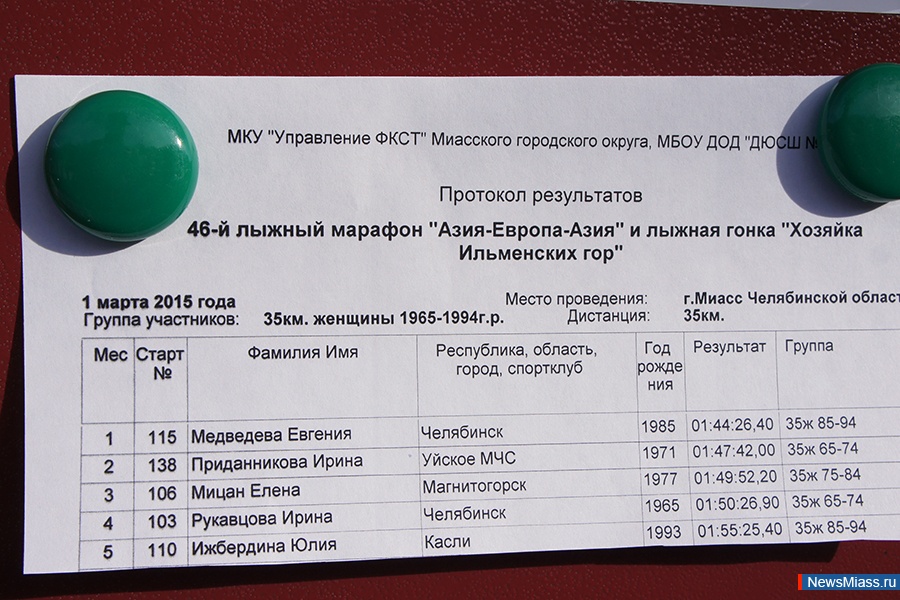 МКУ "Управление ФКСТ" Миасского городского округа, МБОУ ДОД "ДЮСШ №
Протокол результатов
46-й лыжный марафон "Азия-Европа-Азия" и лыжная гонка "Хозяйка
Ильменских гор"
1 марта 2015 года Место проведения: г.Миасс Челябинской област
Группа участников: 35км. женщины 1965-1994г.р. Дистанция: 35км.
Мес Старт № Фамилия Имя Республика, область, город, спортклуб Год рожде ния Результат Группа
1 115 Медведева Евгения Челябинск 1985 01:44:26,40 35ж 85-94
2 138 Приданникова Ирина Уйское МЧС 1971 01:47:42,00 35ж 65-74
3 106 Мицан Елена Магнитогорск 1977 01:49:52,20 35ж 75-84
4 103 Рукавцова Ирина Челябинск 1965 01:50:26,90 35ж 65-74
5 110 Ижбердина Юлия Касли 1993 01:55:25,40 35ж 85-94
NewsMiass.ru